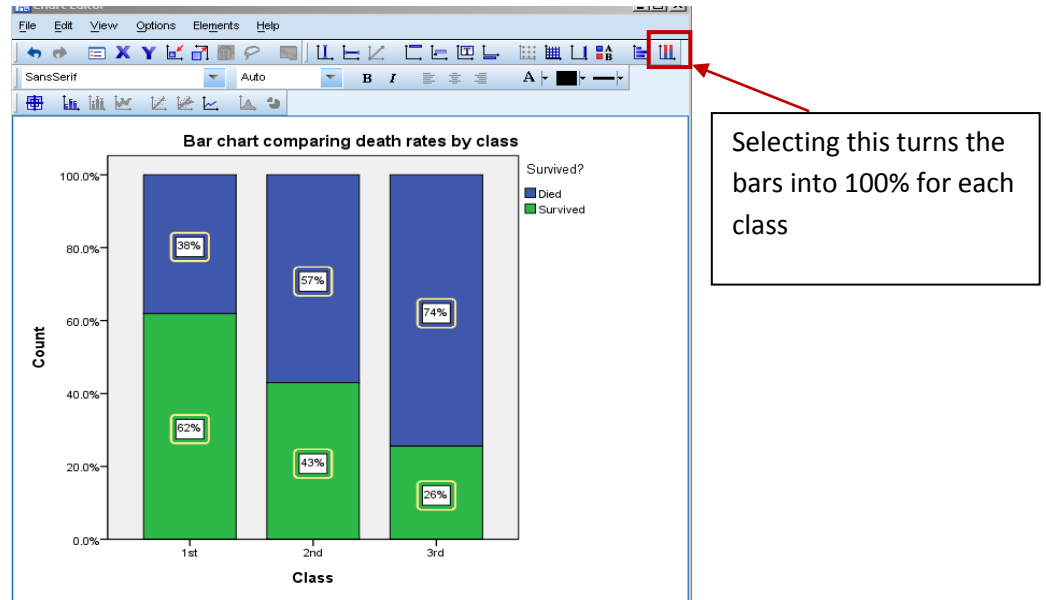 Chart Editor
File Edit View Options Elements Help
SansSerif Auto B I A
Bar chart comparing death rates by class
Survived?
Died
Survived
100.0%
80.0%
60.0%
40.0%
20.0%
0.0%
Count
38%
57%
74%
62%
43%
26%
1st 2nd 3rd
Class
Selecting this turns the
bars into 100% for each
class